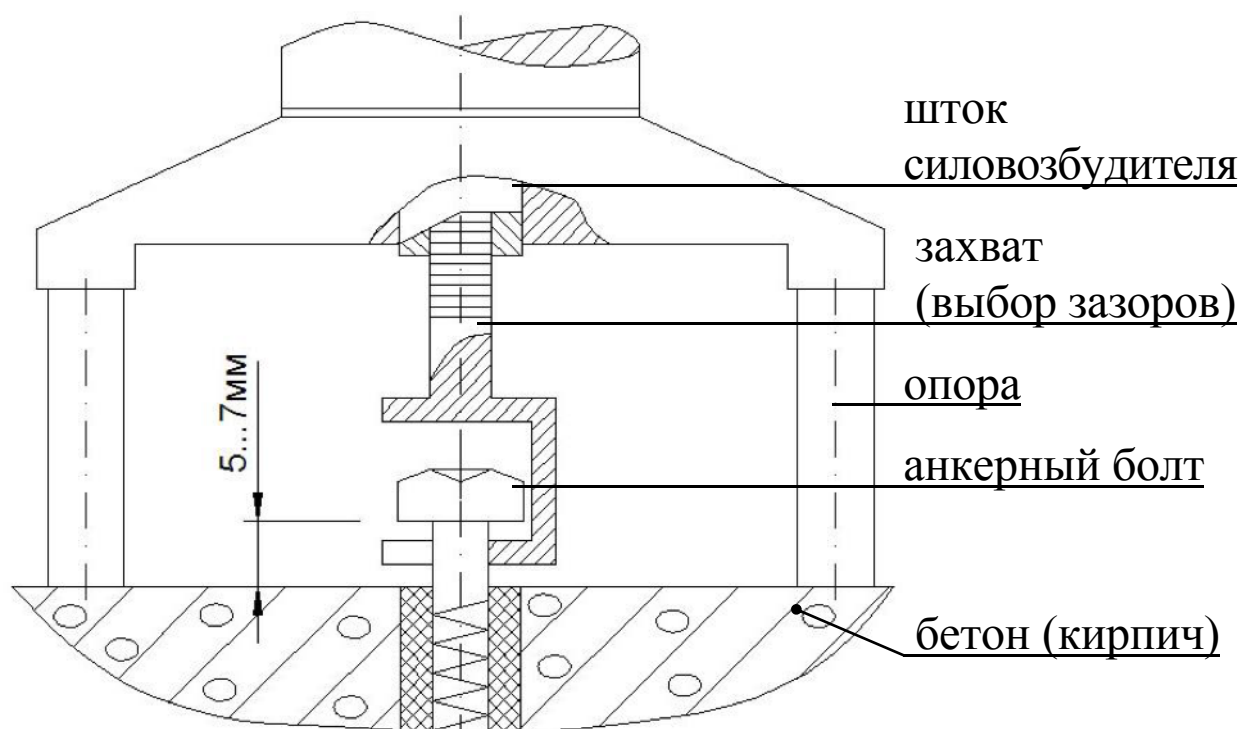 шток
силовозбудителя
захват
(выбор зазоров)
опора
5...7мм
анкерный болт
бетон (кирпич)